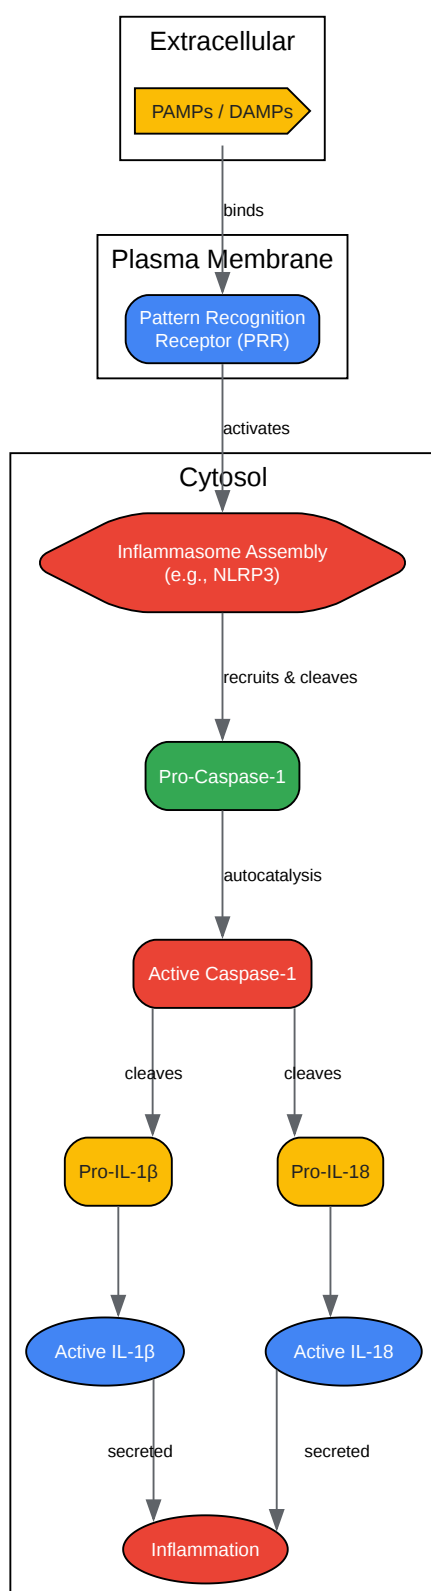 Extracellular
PAMPs / DAMPs
binds
Plasma Membrane
Pattern Recognition
Receptor (PRR)
activates
Cytosol
Inflammasome Assembly
(e.g., NLRP3)
recruits & cleaves
Pro-Caspase-1
autocatalysis
Active Caspase-1
cleaves
cleaves
Pro-IL-1β
Pro-IL-18
Active IL-1β
Active IL-18
secreted
secreted
Inflammation